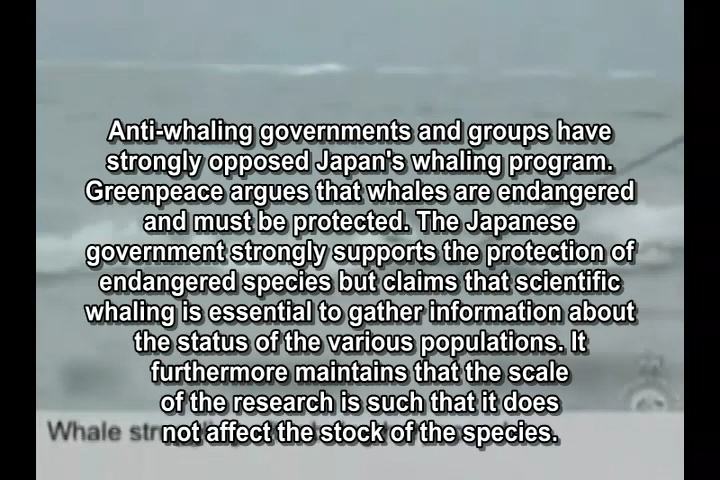 Anti-whaling governments and groups have
strongly opposed Japan's whaling program.
Greenpeace argues that whales are endangered
and must be protected. The Japanese
government strongly supports the protection of
endangered species but claims that scientific
whaling is essential to gather information about
the status of the various populations. It
furthermore maintains that the scale
of the research is such that it does
not affect the stock of the species.
Whale